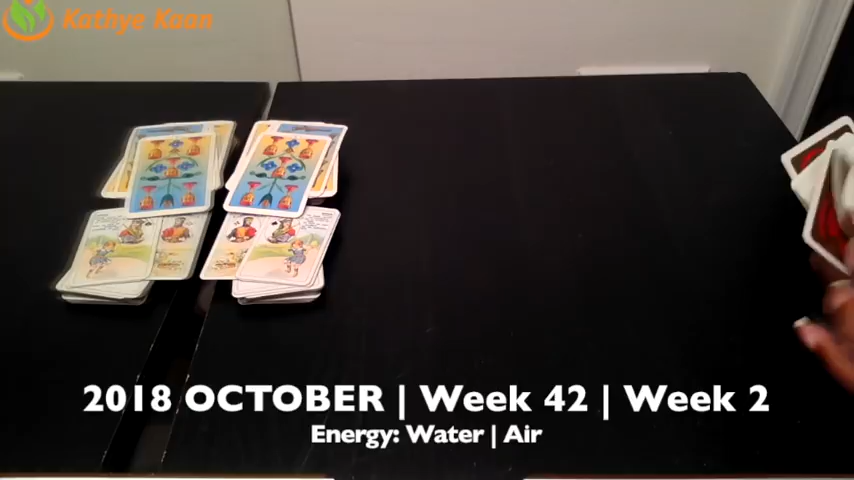 Kathye Koan
2018 OCTOBER | Week 42 | Week 2
Energy: Water | Air